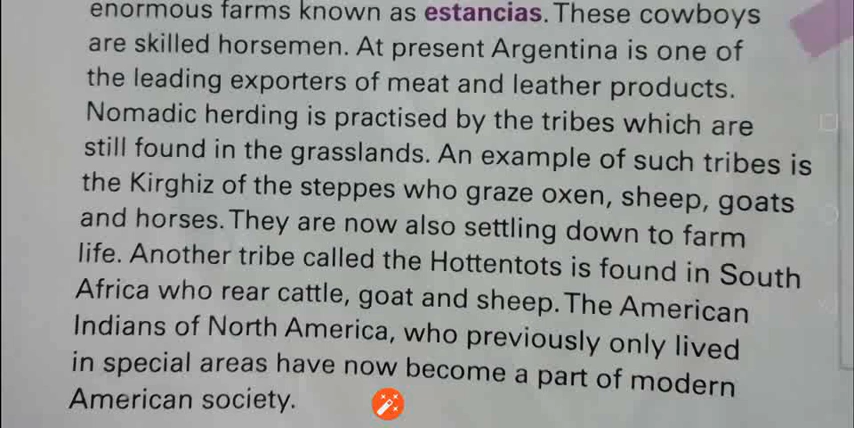 enormous farms known as estancias. These cowboys
are skilled horsemen. At present Argentina is one of
the leading exporters of meat and leather products.
Nomadic herding is practised by the tribes which are
still found in the grasslands. An example of such tribes is
the Kirghiz of the steppes who graze oxen, sheep, goats
and horses. They are now also settling down to farm
life. Another tribe called the Hottentots is found in South
Africa who rear cattle, goat and sheep. The American
Indians of North America, who previously only lived
in special areas have now become a part of modern
American society.